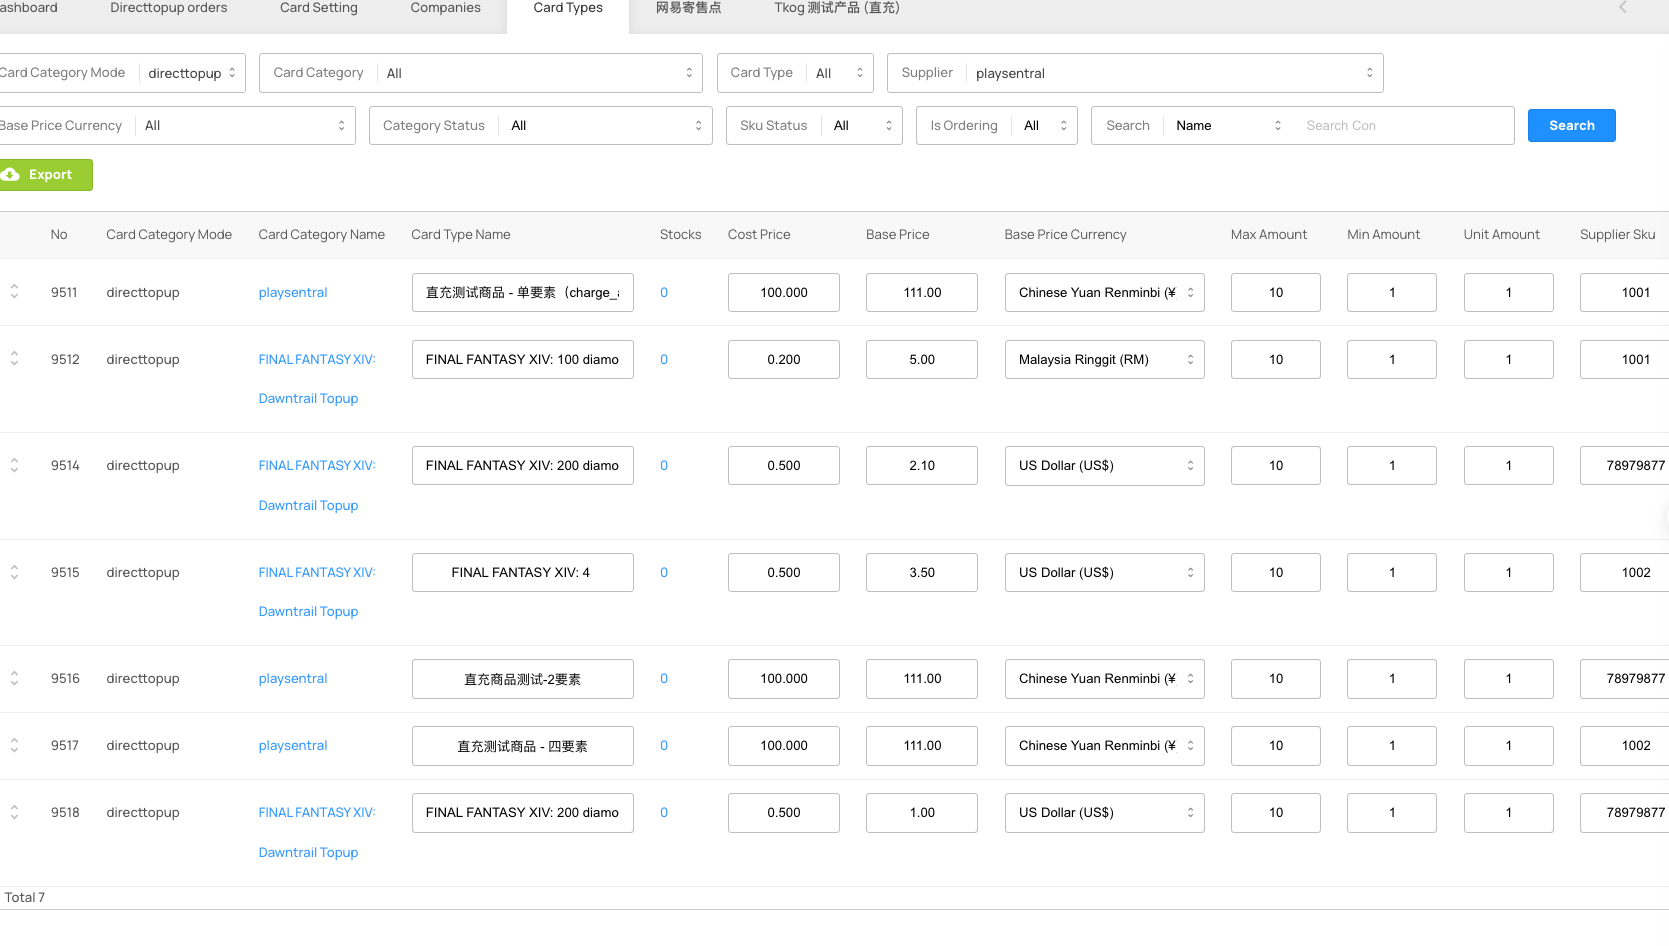 ashboard Directtopup orders Card Setting Companies Card Types 网易寄售点 Tkog 测试产品 (直充)
Card Category Mode directtopup Card Category All Card Type All Supplier playsentral
Base Price Currency All Category Status All Sku Status All Is Ordering All Search Name Search Con Search
Export
No Card Category Mode Card Category Name Card Type Name Stocks Cost Price Base Price Base Price Currency Max Amount Min Amount Unit Amount Supplier Sku
9511 directtopup playsentral 直充测试商品 - 单要素（charge_a 0 100.000 111.00 Chinese Yuan Renminbi (¥ 10 1 1 1001
9512 directtopup FINAL FANTASY XIV: FINAL FANTASY XIV: 100 diamo 0 0.200 5.00 Malaysia Ringgit (RM) 10 1 1 1001
Dawntrail Topup
9514 directtopup FINAL FANTASY XIV: FINAL FANTASY XIV: 200 diamo 0 0.500 2.10 US Dollar (US$) 10 1 1 78979877
Dawntrail Topup
9515 directtopup FINAL FANTASY XIV: FINAL FANTASY XIV: 4 0 0.500 3.50 US Dollar (US$) 10 1 1 1002
Dawntrail Topup
9516 directtopup playsentral 直充商品测试-2要素 0 100.000 111.00 Chinese Yuan Renminbi (¥ 10 1 1 78979877
9517 directtopup playsentral 直充测试商品 - 四要素 0 100.000 111.00 Chinese Yuan Renminbi (¥ 10 1 1 1002
9518 directtopup FINAL FANTASY XIV: FINAL FANTASY XIV: 200 diamo 0 0.500 1.00 US Dollar (US$) 10 1 1 78979877
Dawntrail Topup
Total 7